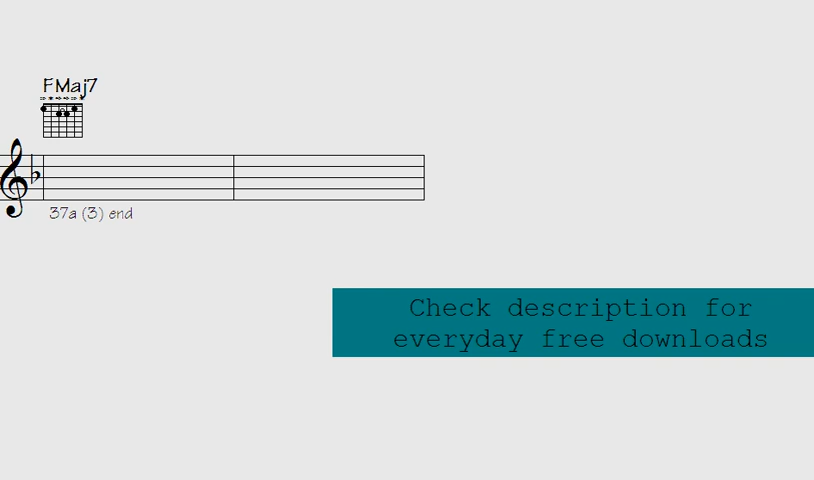 FMaj7
37a (3) end
Check description for
everyday free downloads